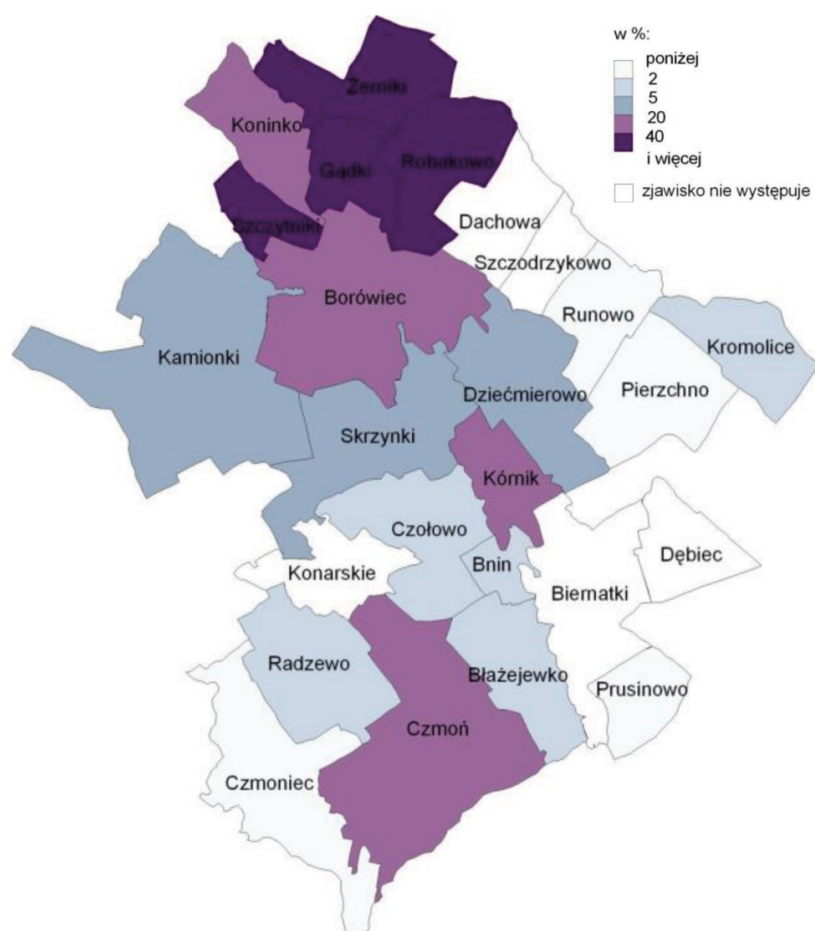 w %:
poniżej
2
5
20
40
i więcej
zjawisko nie występuje
Żerniki
Koninko
Gądki
Robakowo
Szczytniki
Dachowa
Szczodrzykowo
Borówiec
Runowo
Kromolice
Kamionki
Dziećmierowo
Pierzchno
Skrzynki
Kórnik
Czołowo
Bnin
Dębiec
Konarskie
Biernatki
Radzewo
Błażejewko
Prusinowo
Czmoń
Czmoniec